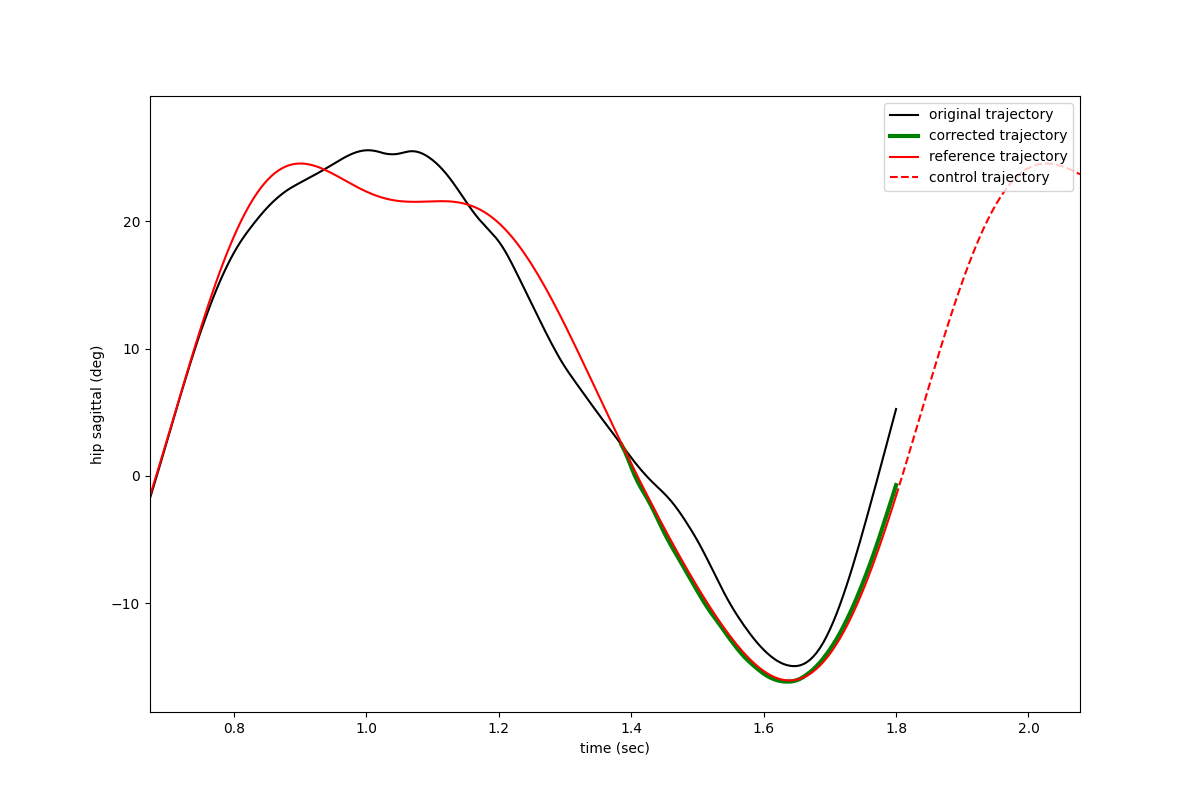 original trajectory
corrected trajectory
reference trajectory
control trajectory
20
10
0
−10
hip sagittal (deg)
0.8 1.0 1.2 1.4 1.6 1.8 2.0
time (sec)